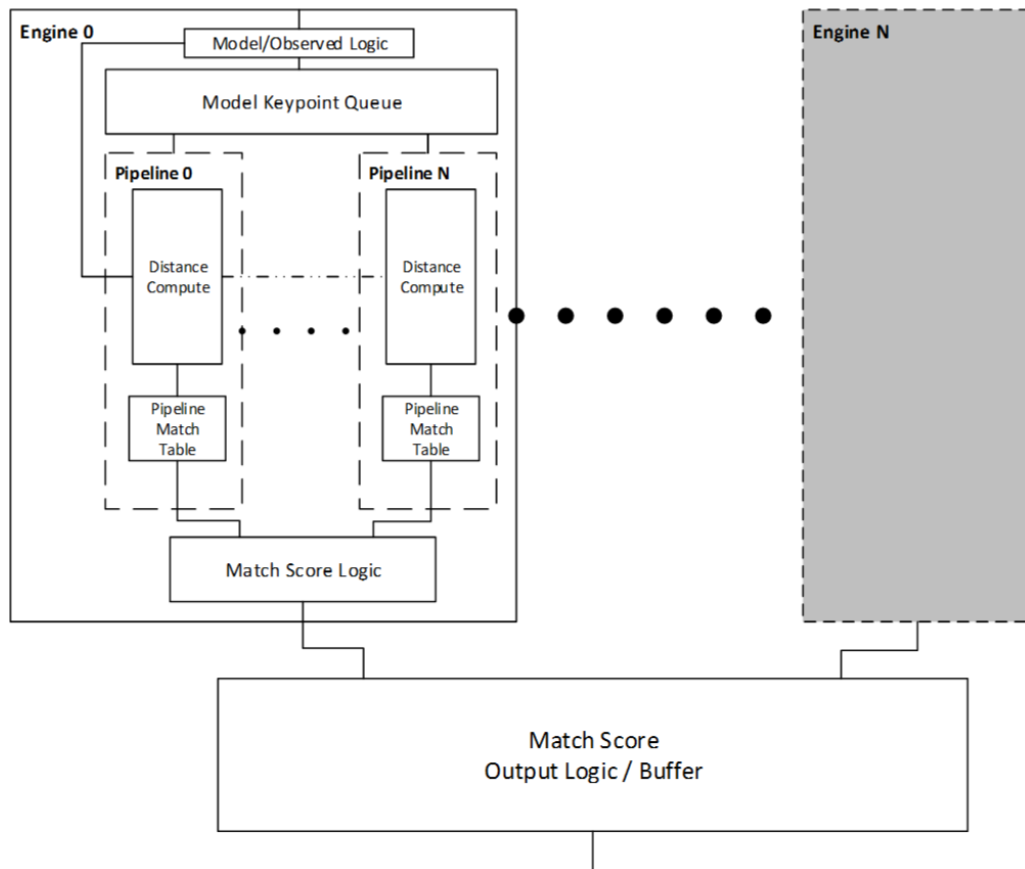 Engine 0
Engine N
Model/Observed Logic
Model Keypoint Queue
Pipeline 0
Pipeline N
Distance
Compute
Distance
Compute
Pipeline
Match
Table
Pipeline
Match
Table
Match Score Logic
Match Score
Output Logic / Buffer